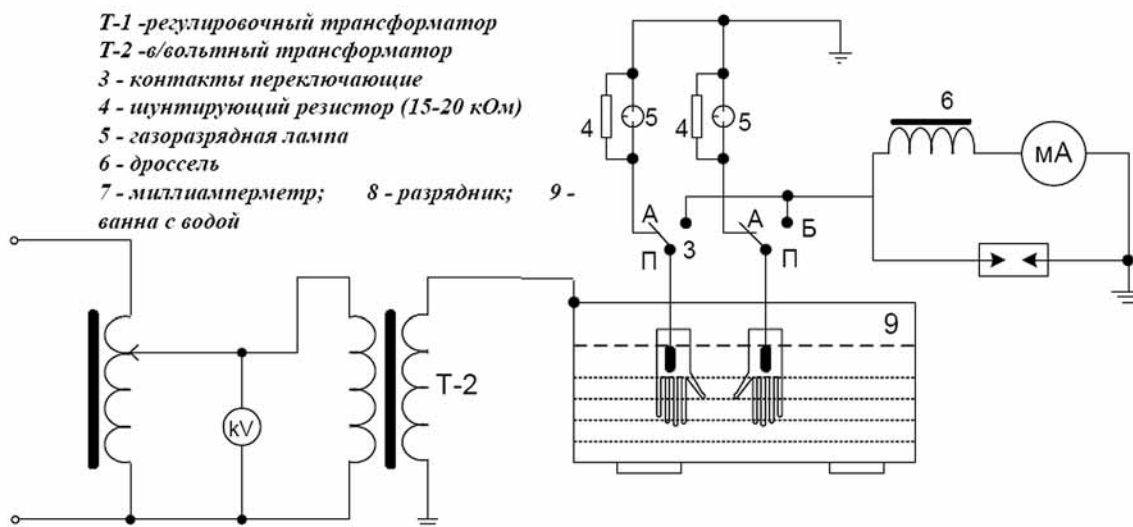 Т-1 -регулировочный трансформатор
Т-2 -в/вольтный трансформатор
3 - контакты переключающие
4 - шунтирующий резистор (15-20 кОм)
5 - газоразрядная лампа
6 - дроссель
7 - миллиамперметр; 8 - разрядник; 9 -
ванна с водой
4 5 4 5
6
мА
А А
3 Б
П П
9
Т-2
kV